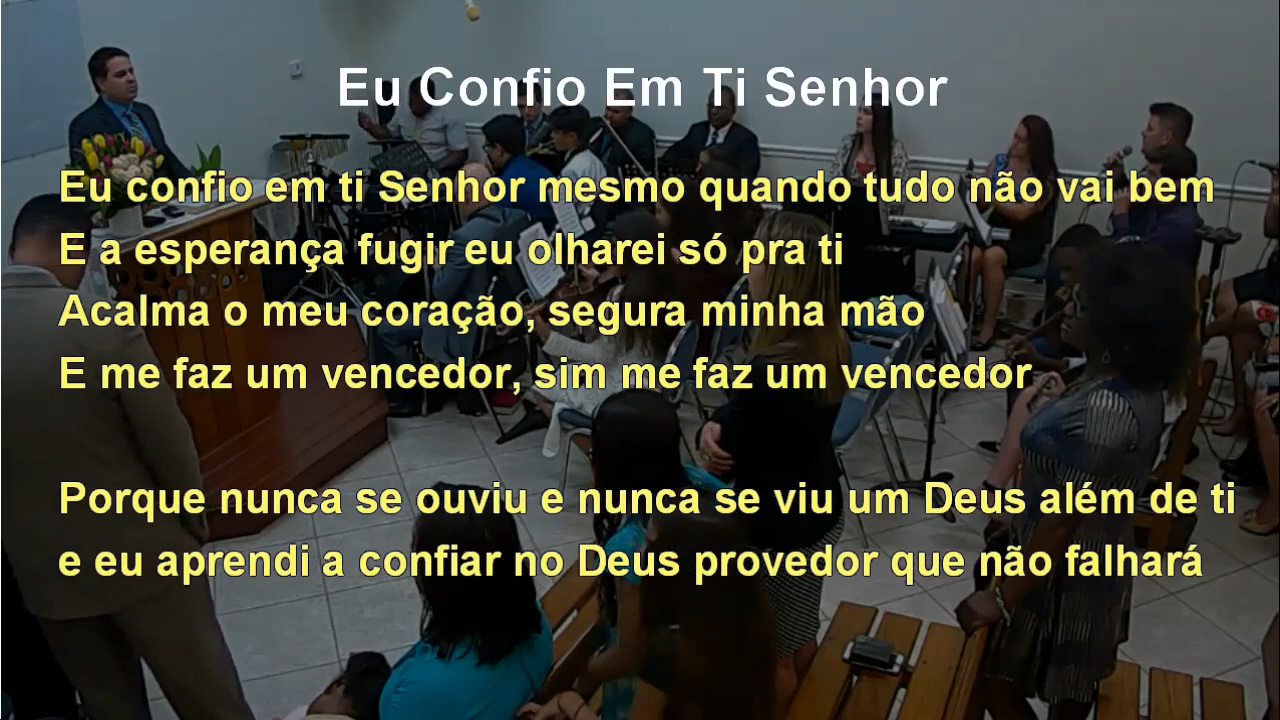 Eu Confio Em Ti Senhor
Eu confio em ti Senhor mesmo quando tudo não vai bem
E a esperança fugir eu olharei só pra ti
Acalma o meu coração, segura minha mão
E me faz um vencedor, sim me faz um vencedor
Porque nunca se ouviu e nunca se viu um Deus além de ti
e eu aprendi a confiar no Deus provedor que não falhará